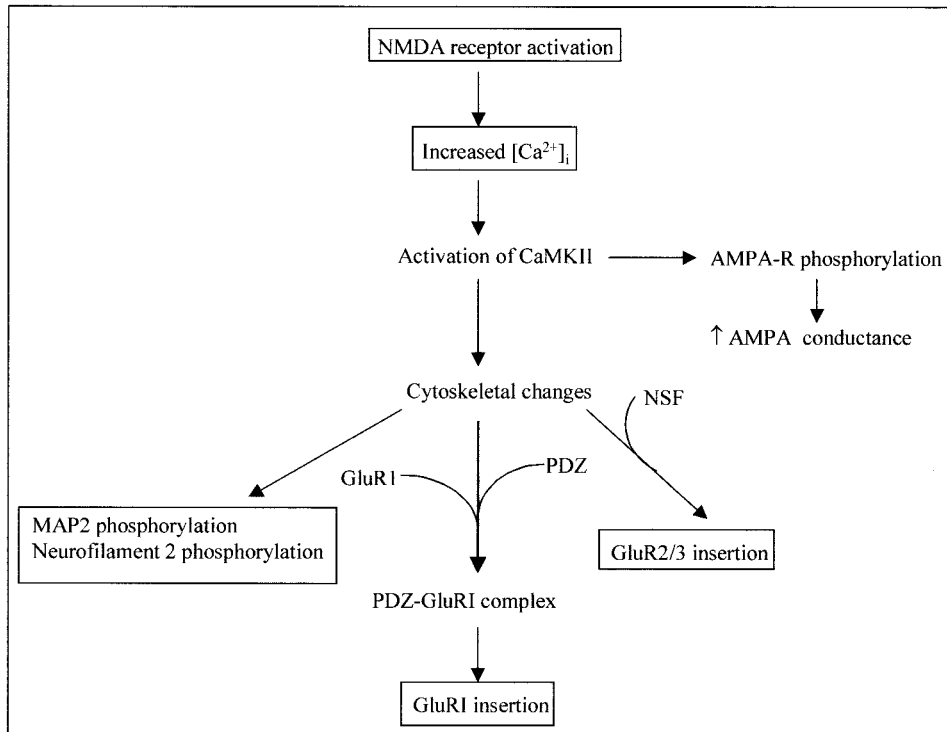 NMDA receptor activation
Increased [Ca²⁺]ᵢ
Activation of CaMKII
AMPA-R phosphorylation
↑ AMPA conductance
Cytoskeletal changes
NSF
GluR1
PDZ
MAP2 phosphorylation
Neurofilament 2 phosphorylation
GluR2/3 insertion
PDZ-GluRI complex
GluRI insertion